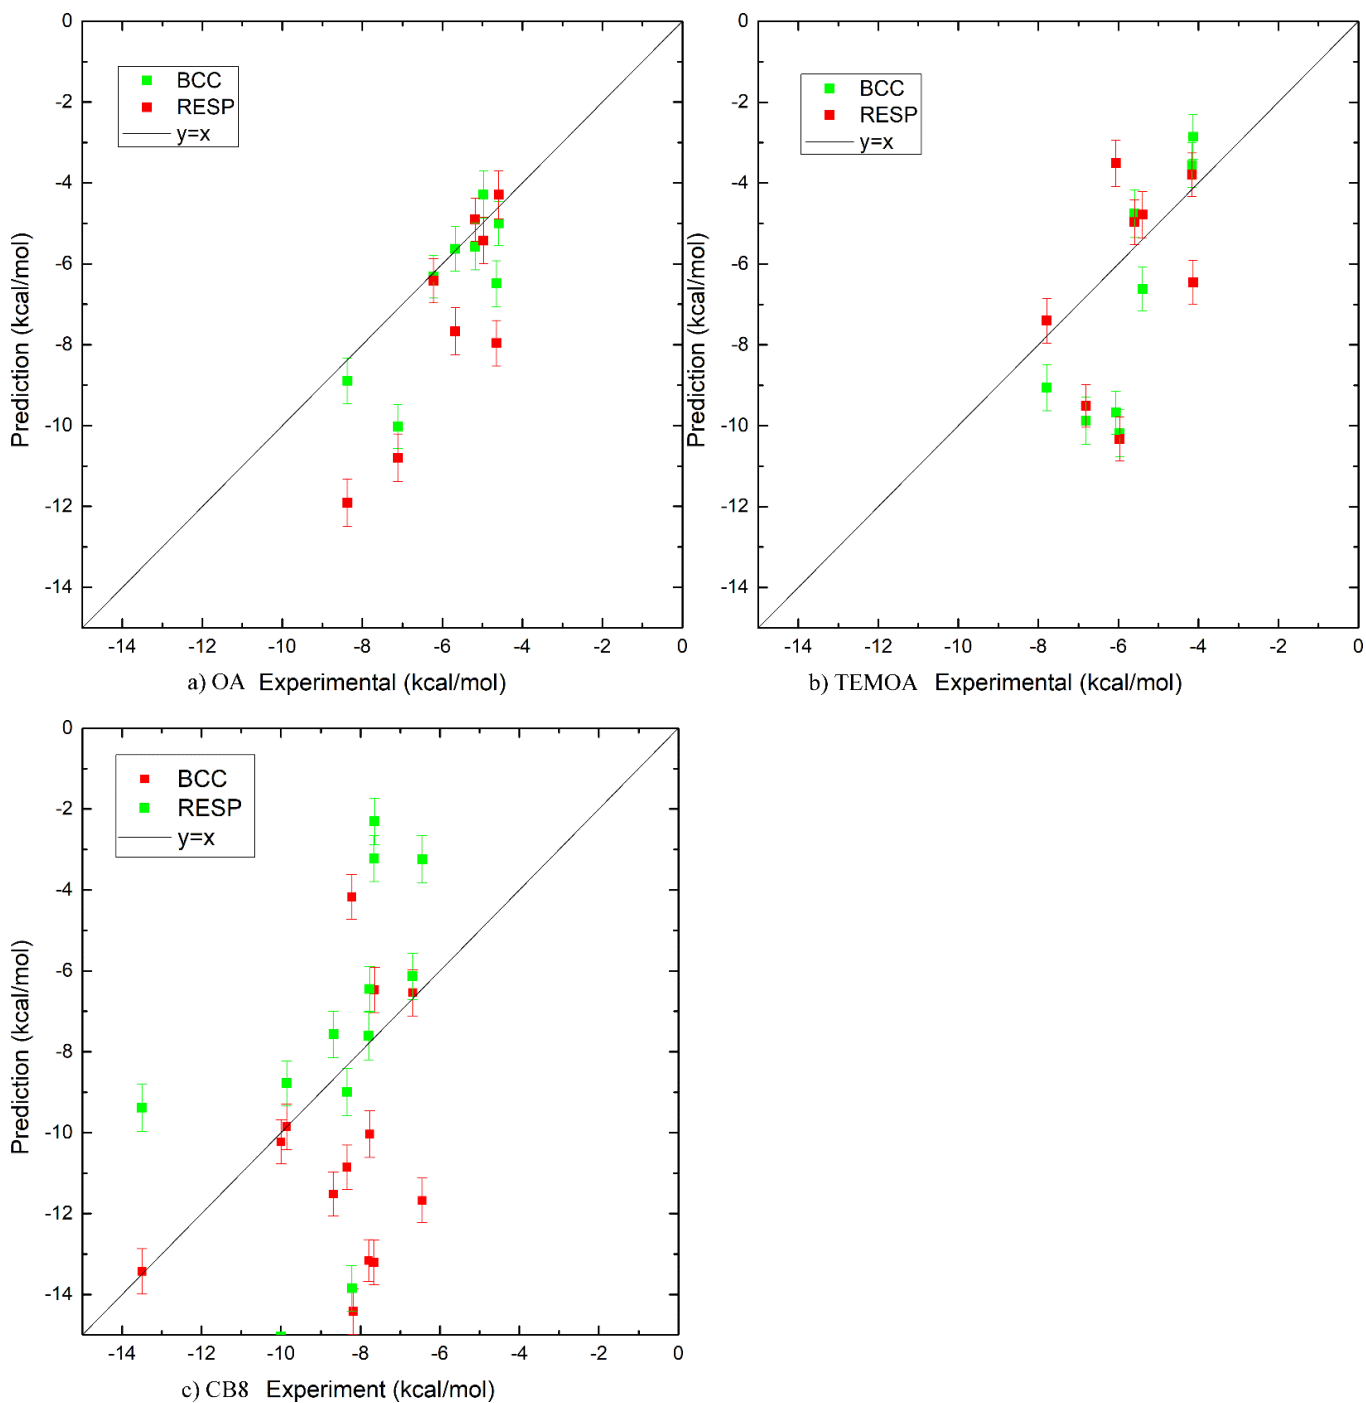 0
-2
-4
-6
-8
-10
-12
-14
Prediction (kcal/mol)
BCC
RESP
y=x
-14 -12 -10 -8 -6 -4 -2 0
a) OA Experimental (kcal/mol)
0
-2
-4
-6
-8
-10
-12
-14
Prediction (kcal/mol)
BCC
RESP
y=x
-14 -12 -10 -8 -6 -4 -2 0
b) TEMOA Experimental (kcal/mol)
0
-2
-4
-6
-8
-10
-12
-14
Prediction (kcal/mol)
BCC
RESP
y=x
-14 -12 -10 -8 -6 -4 -2 0
c) CB8 Experiment (kcal/mol)